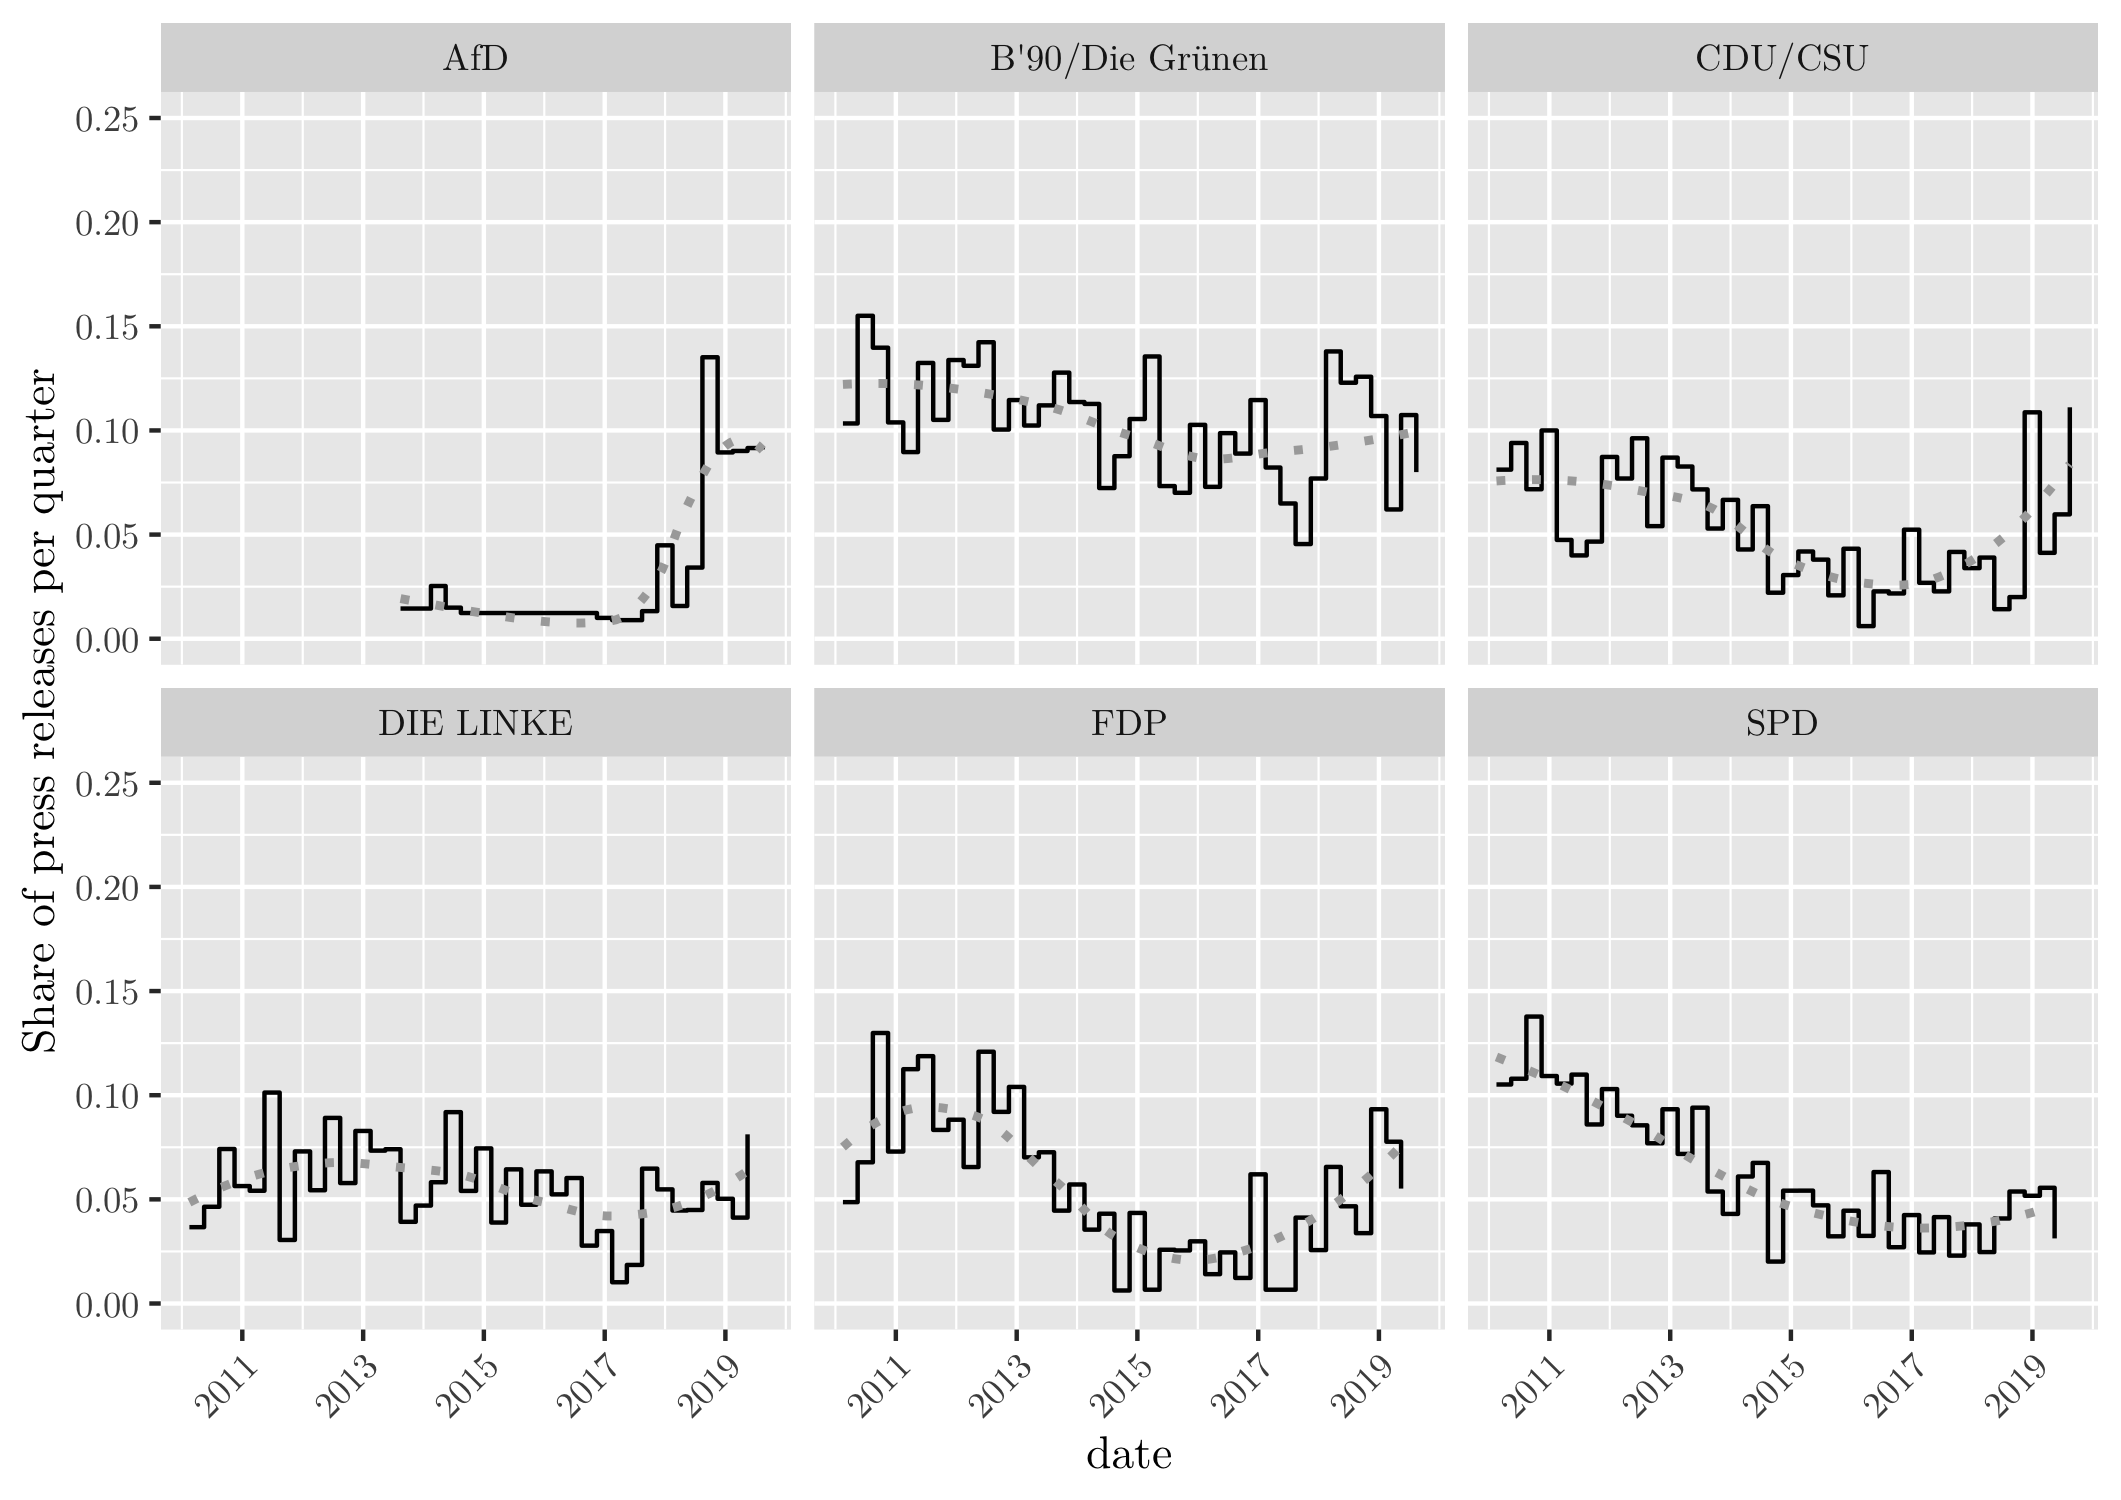 Share of press releases per quarter
AfD
B'90/Die Grünen
CDU/CSU
0.25
0.20
0.15
0.10
0.05
0.00
DIE LINKE
FDP
SPD
0.25
0.20
0.15
0.10
0.05
0.00
2011 2013 2015 2017 2019
2011 2013 2015 2017 2019
2011 2013 2015 2017 2019
date